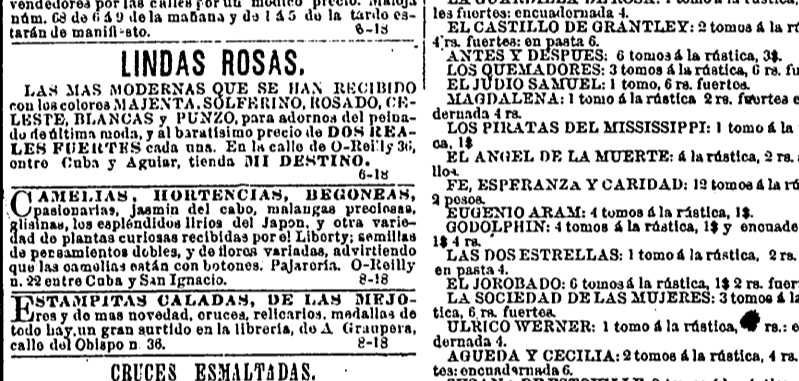 vendedores por las calles por un módico precio. Maloja
núm. 68 de 6 á 9 de la mañana y de 1 á 5 de la tarde es-
tarán de manifiesto. 6-18
LINDAS ROSAS.
LAS MAS MODERNAS QUE SE HAN RECIBIDO
con los colores MAJENTA, SOLFERINO, ROSADO, CE-
LESTE, BLANCAS y PUNZO, para adornos del peina-
do de última moda, y al baratísimo precio de DOS REA-
LES FUERTES cada una. En la calle de O-Reily 36,
entre Cuba y Aguiar, tienda MI DESTINO.
6-18
CAMELIAS, HORTENCIAS, BEGONEAS,
pasionarias, jasmin del cabo, malangas preciosas,
glisinas, los espléndidos lirios del Japon, y otra varie-
dad de plantas curiosas recibidas por el Liberty; semillas
de pensamientos dobles, y de flores variadas, advirtiendo
que las camelias están con botones. Pajarería. O-Reilly
n. 22 entre Cuba y San Ignacio. 8-18
ESTAMPITAS CALADAS, DE LAS MEJO-
res y de mas novedad, cruces, relicarios, medallas de
todo hay, un gran surtido en la librería, de A Graupera,
calle del Obispo n 36. 8-18
CRUCES ESMALTADAS.
les fuertes: encuadernada 4.
EL CASTILLO DE GRANTLEY: 2 tomos á la rú
4 rs. fuertes: en pasta 6.
ANTES Y DESPUES: 6 tomos á la rústica, 3$.
LOS QUEMADORES: 3 tomos á la rústica, 6 rs. fu
EL JUDIO SAMUEL: 1 tomo, 6 rs. fuertes.
MAGDALENA: 1 tomo á la rústica 2 rs. fuertes e
dernada 4 rs.
LOS PIRATAS DEL MISSISSIPPI: 1 tomo á la
ca, 1$
EL ANGEL DE LA MUERTE: á la rústica, 2 rs.
llos.
FE, ESPERANZA Y CARIDAD: 12 tomos á la rú
2 pesos.
EUGENIO ARAM: 4 tomos á la rústica, 1$.
GODOLPHIN: 4 tomos á la rústica, 1$ y encuade
1$ 4 rs.
LAS DOS ESTRELLAS: 1 tomo á la rústica, 2 rs.
en pasta 4.
EL JOROBADO: 6 tomos á la rústica, 1$ 2 rs. fuer
LA SOCIEDAD DE LAS MUJERES: 3 tomos á la
tica, 6 rs. fuertes.
ULRICO WERNER: 1 tomo á la rústica, rs.: e
dernada 4.
AGUEDA Y CECILIA: 2 tomos á la rústica, 4 rs.
tes: encuadernada 6.